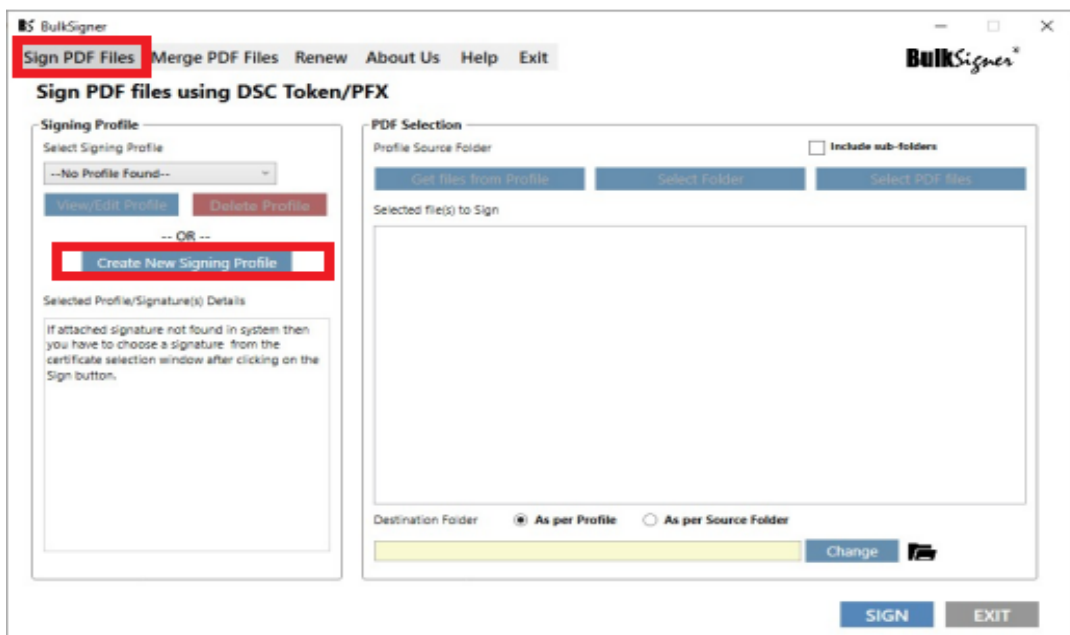 BS BulkSigner
Sign PDF Files Merge PDF Files Renew About Us Help Exit
BulkSigner
Sign PDF files using DSC Token/PFX
Signing Profile
Select Signing Profile
--No Profile Found--
View/Edit Profile Delete Profile
-- OR --
Create New Signing Profile
Selected Profile/Signature(s) Details
If attached signature not found in system then
you have to choose a signature from the
certificate selection window after clicking on the
Sign button.
PDF Selection
Profile Source Folder Include sub-folders
Get files from Profile Select Folder Select PDF files
Selected file(s) to Sign
Destination Folder As per Profile As per Source Folder
Change
SIGN EXIT